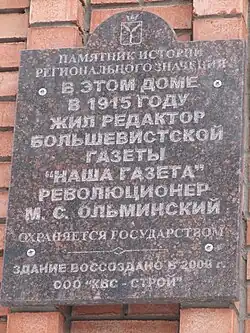 ПАМЯТНИК ИСТОРИИ
РЕГИОНАЛЬНОГО ЗНАЧЕНИЯ
В ЭТОМ ДОМЕ
В 1915 ГОДУ
ЖИЛ РЕДАКТОР
БОЛЬШЕВИСТСКОЙ
ГАЗЕТЫ
"НАША ГАЗЕТА"
РЕВОЛЮЦИОНЕР
М. С. ОЛЬМИНСКИЙ
ОХРАНЯЕТСЯ ГОСУДАРСТВОМ
ЗДАНИЕ ВОССОЗДАНО В 2009 г.
ООО "КВС - СТРОЙ"